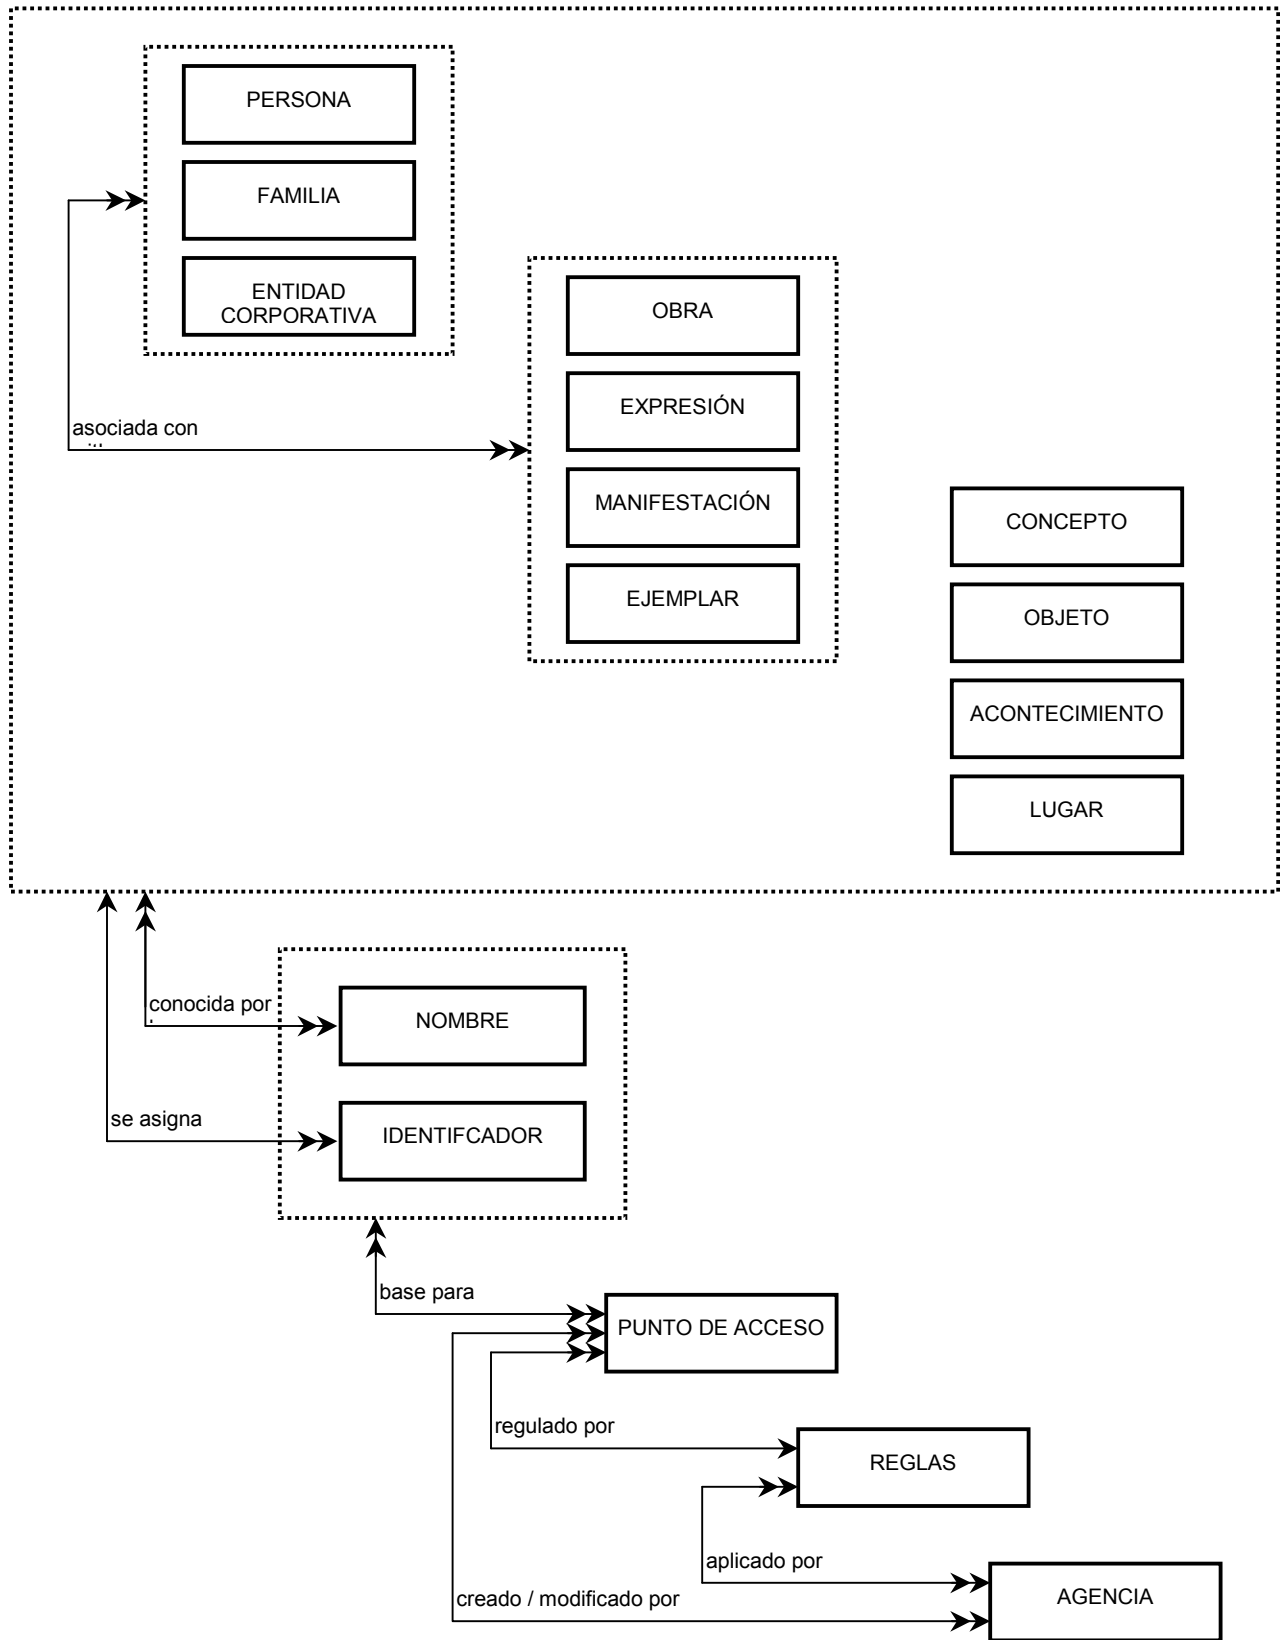 PERSONA
FAMILIA
ENTIDAD
CORPORATIVA
OBRA
EXPRESIÓN
MANIFESTACIÓN
EJEMPLAR
asociada con
CONCEPTO
OBJETO
ACONTECIMIENTO
LUGAR
conocida por
NOMBRE
se asigna
IDENTIFCADOR
base para
PUNTO DE ACCESO
regulado por
REGLAS
aplicado por
creado / modificado por
AGENCIA